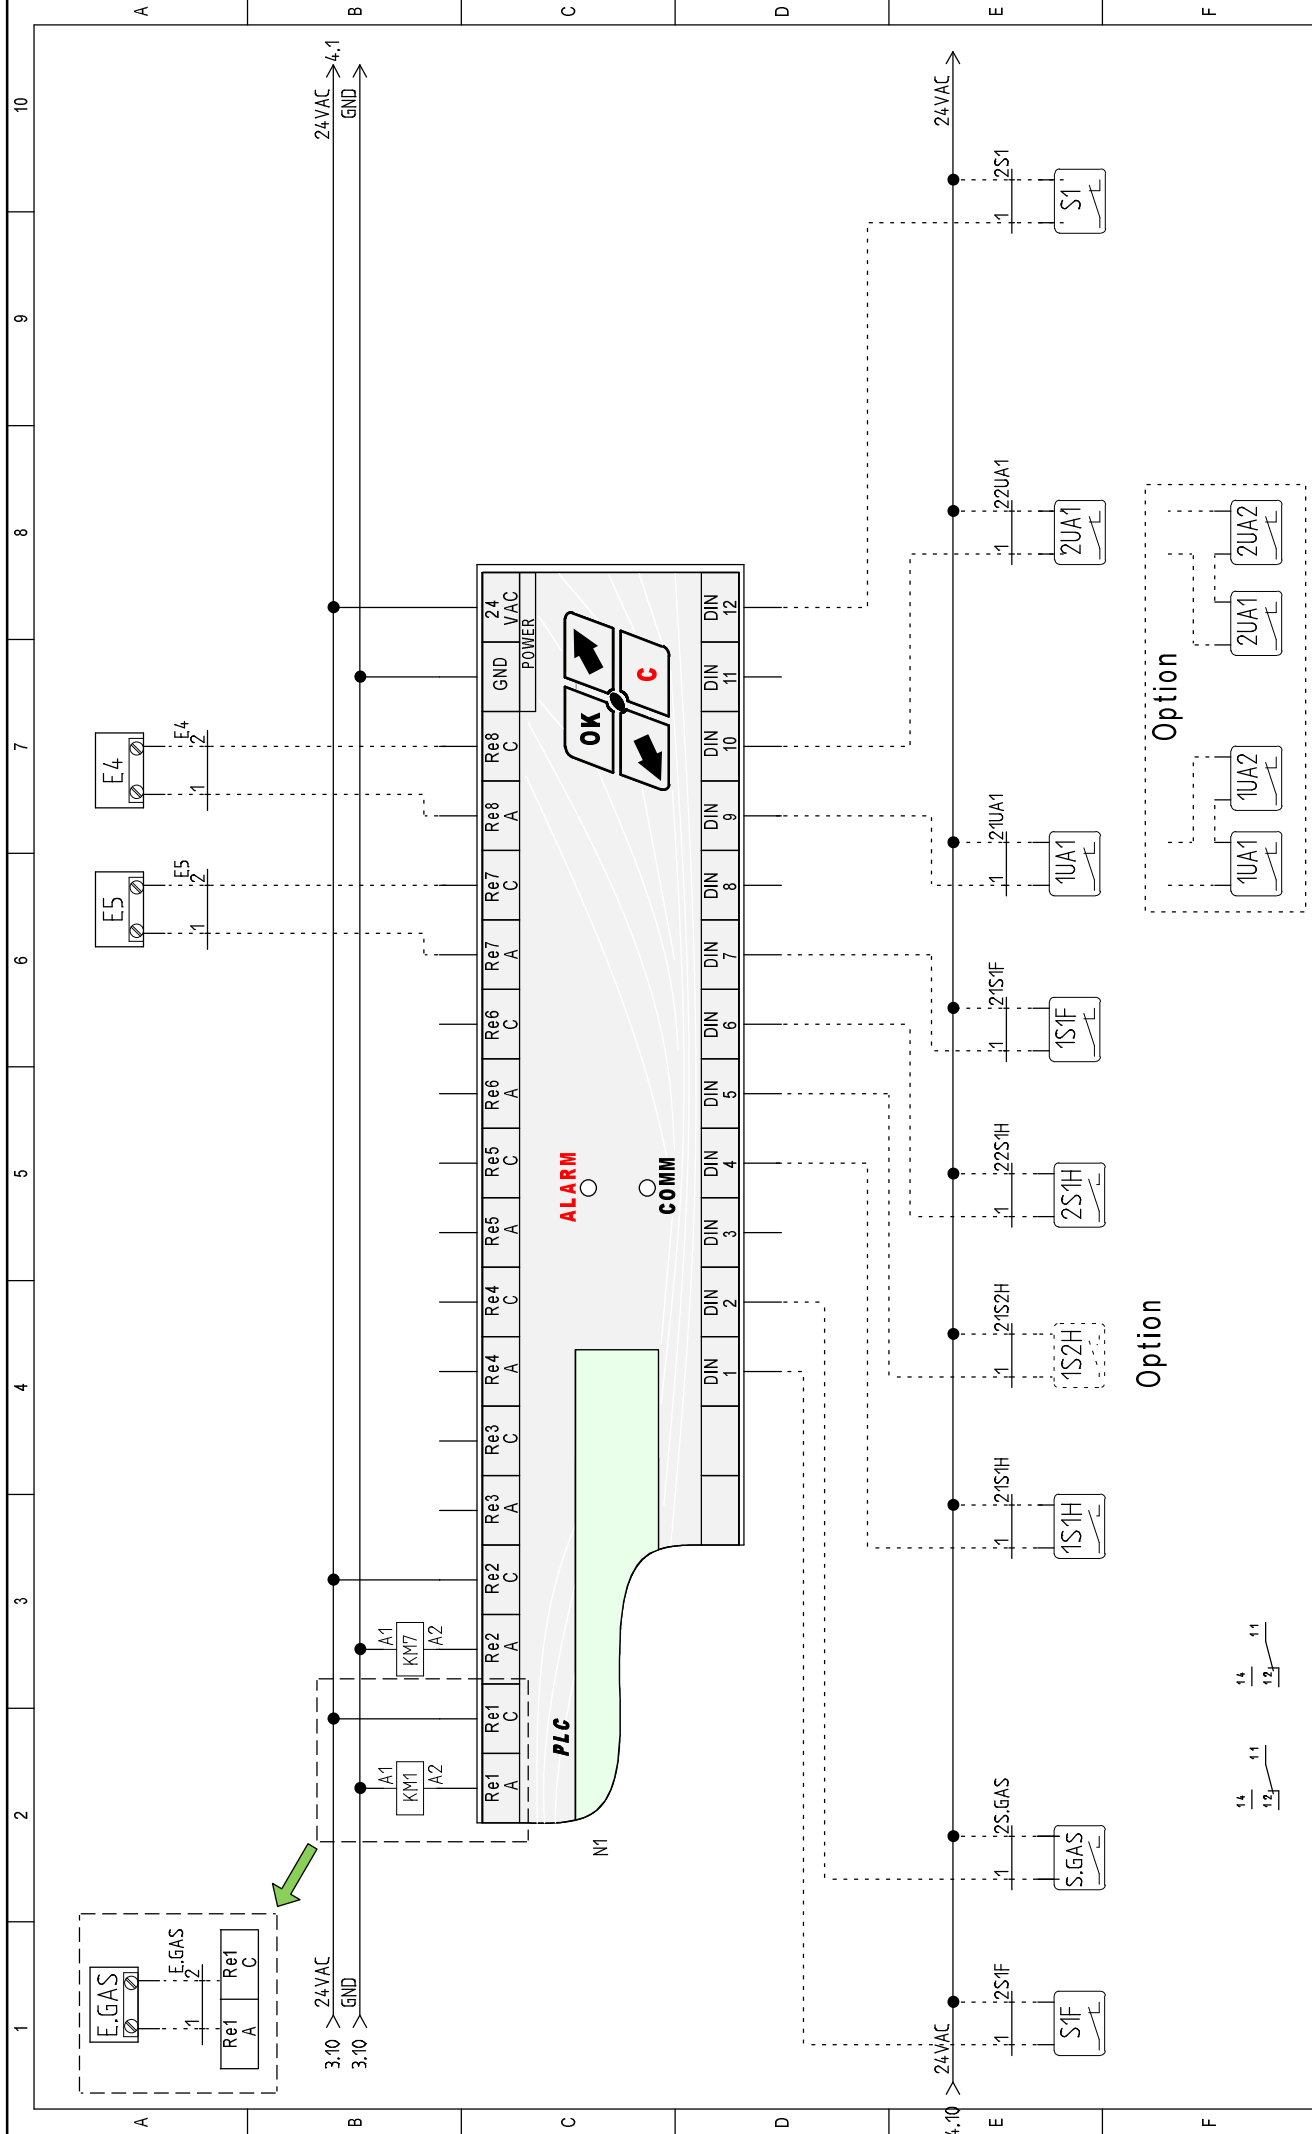 A
B
C
D
E
F
10
9
8
7
6
5
4
3
2
1
24VAC
4.1
GND
24VAC
2S1
1
S1
E4
E4
2
1
E5
E5
2
1
22UA1
1
2UA1
21UA1
1
1UA1
21S1F
1
1S1F
22S1H
1
2S1H
21S2H
1
1S2H
Option
21S1H
1
1S1H
2S.GAS
1
S.GAS
2S1F
1
S1F
24VAC
4.10
Option
1UA1
1UA2
2UA1
2UA2
24
VAC
GND
POWER
Re8
C
Re8
A
Re7
C
Re7
A
Re6
C
Re6
A
Re5
C
Re5
A
Re4
C
Re4
A
Re3
C
Re3
A
Re2
C
Re2
A
Re1
C
Re1
A
OK
C
ALARM
COMM
PLC
N1
DIN
12
DIN
11
DIN
10
DIN
9
DIN
8
DIN
7
DIN
6
DIN
5
DIN
4
DIN
3
DIN
2
DIN
1
A1
KM7
A2
A1
KM1
A2
E.GAS
E.GAS
2
1
Re1
C
Re1
A
24VAC
3.10
GND
3.10
14
12
11
14
12
11
A
B
C
D
E
F